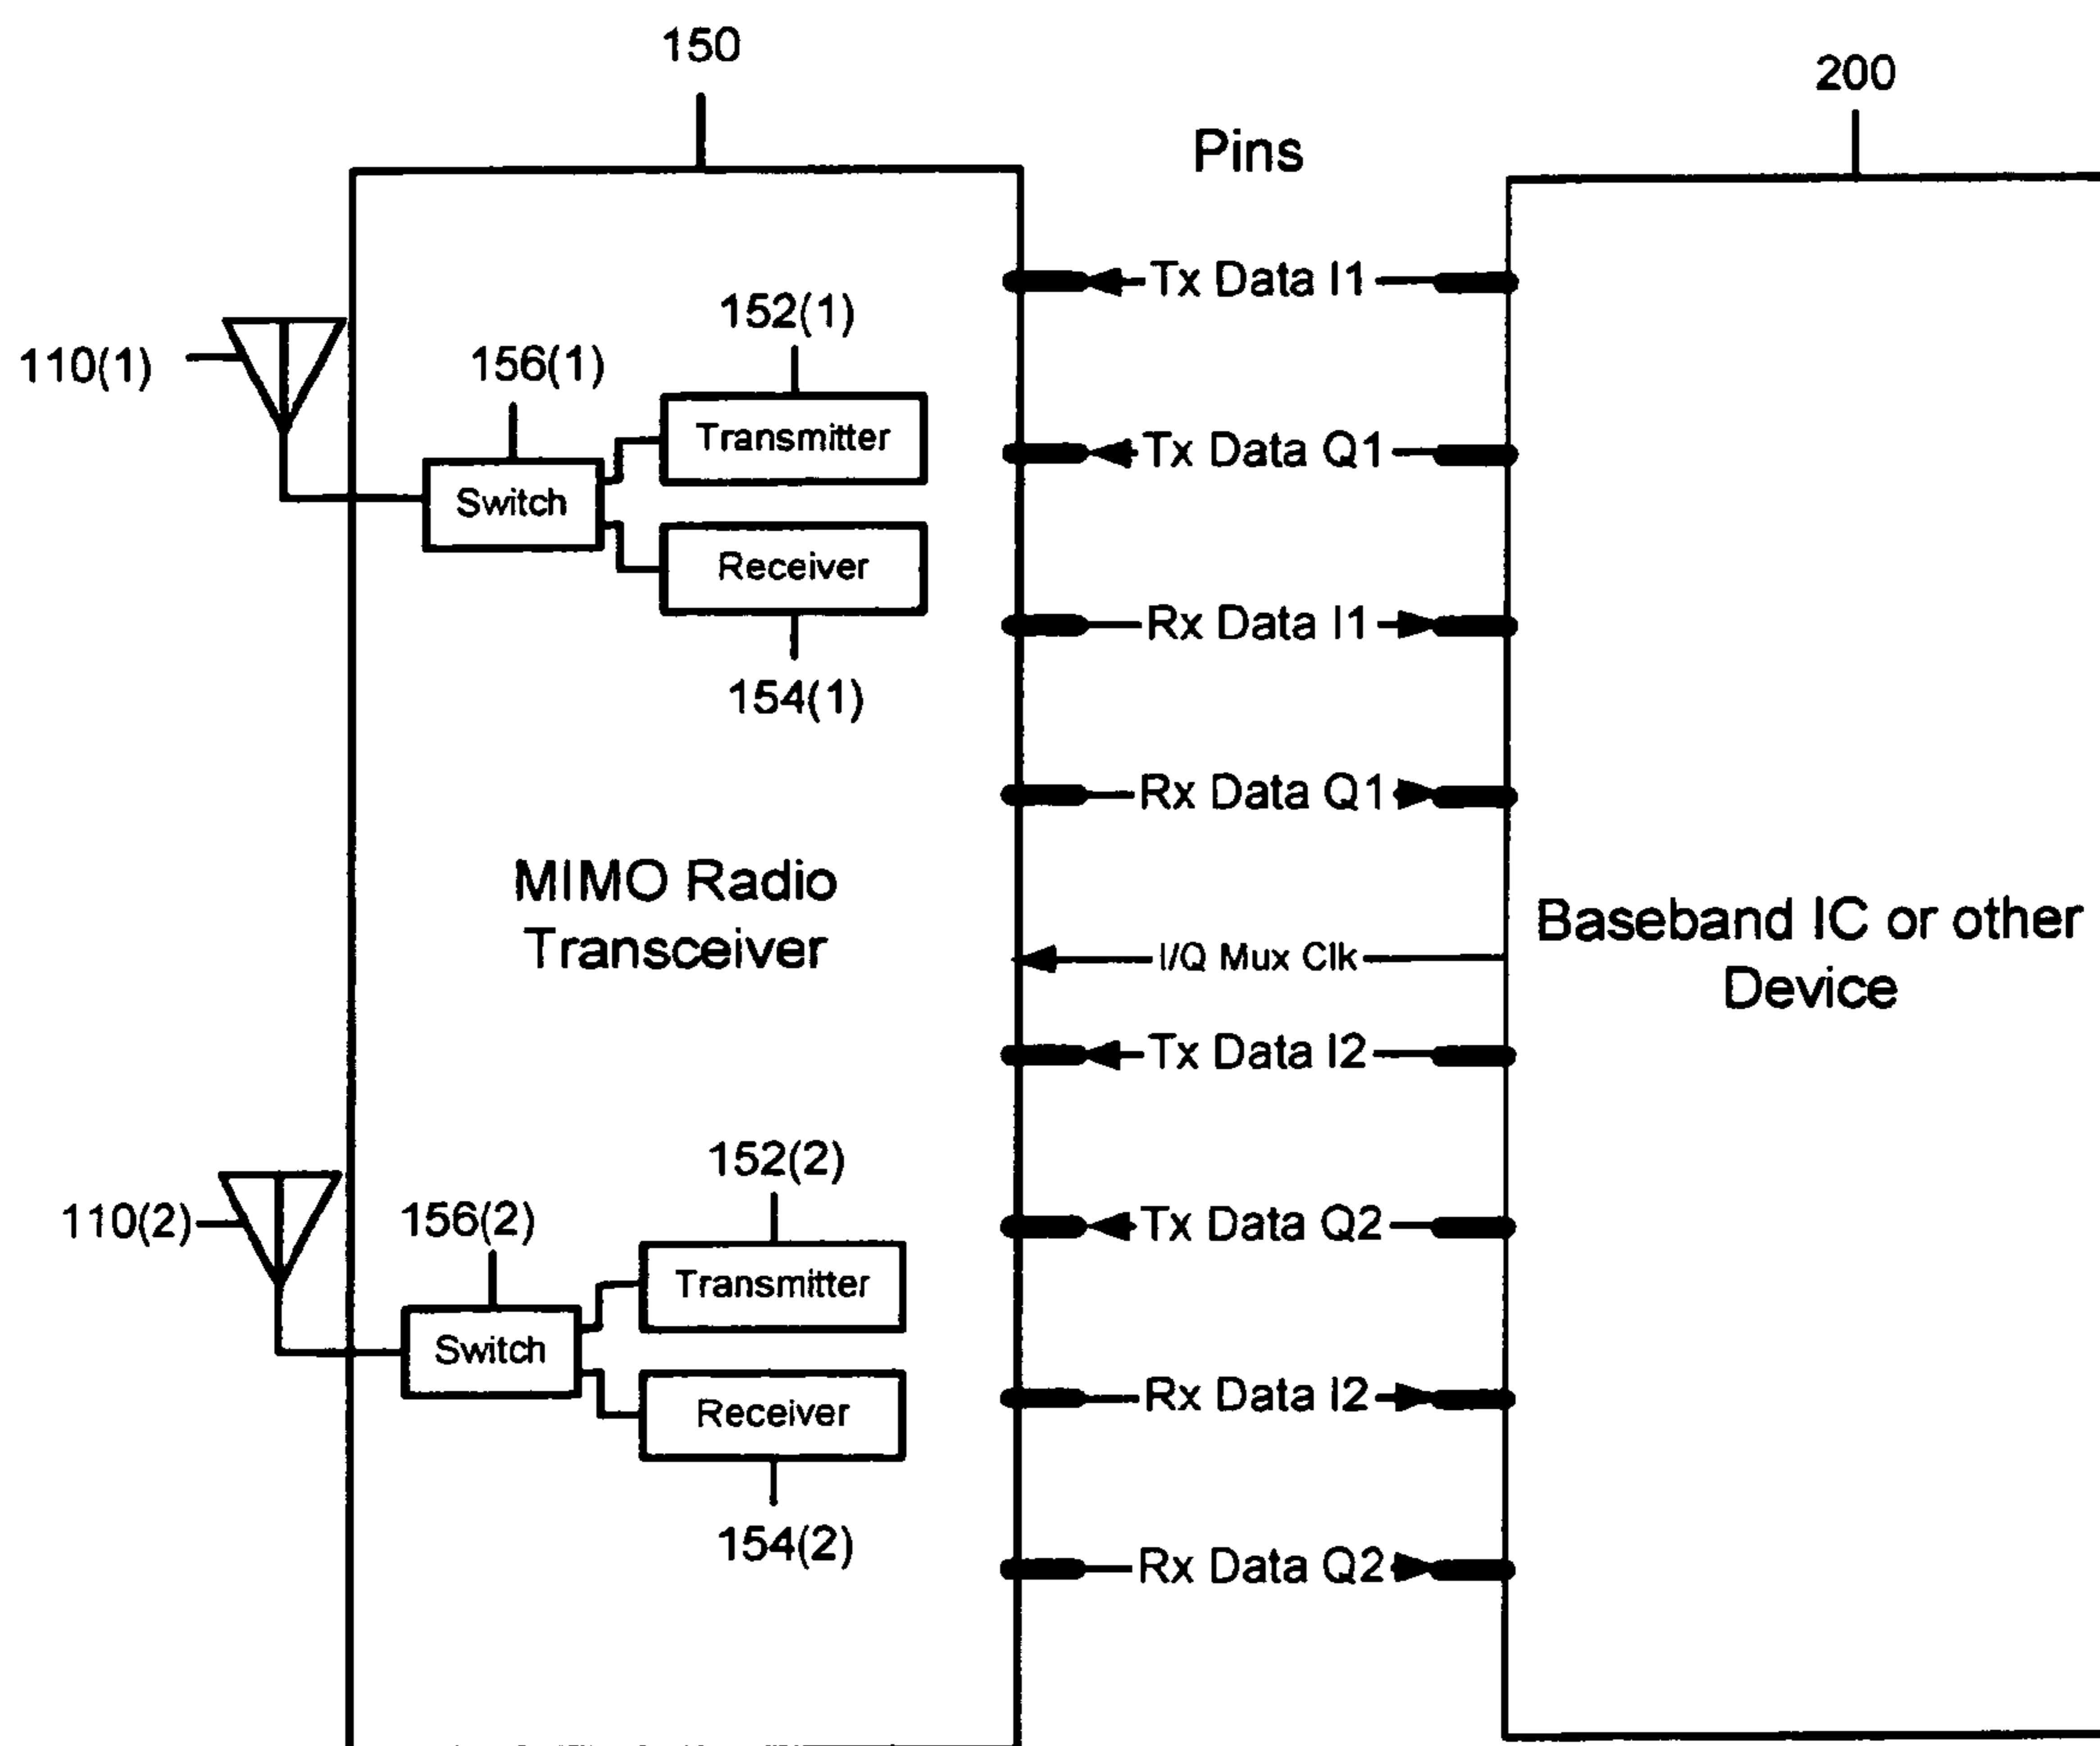 150
200
Pins
Tx Data I1
152(1)
110(1)
156(1)
Transmitter
Tx Data Q1
Switch
Receiver
Rx Data I1
154(1)
Rx Data Q1
MIMO Radio
Transceiver
I/Q Mux Clk
Baseband IC or other
Device
Tx Data I2
152(2)
110(2)
156(2)
Tx Data Q2
Transmitter
Switch
Rx Data I2
Receiver
154(2)
Rx Data Q2